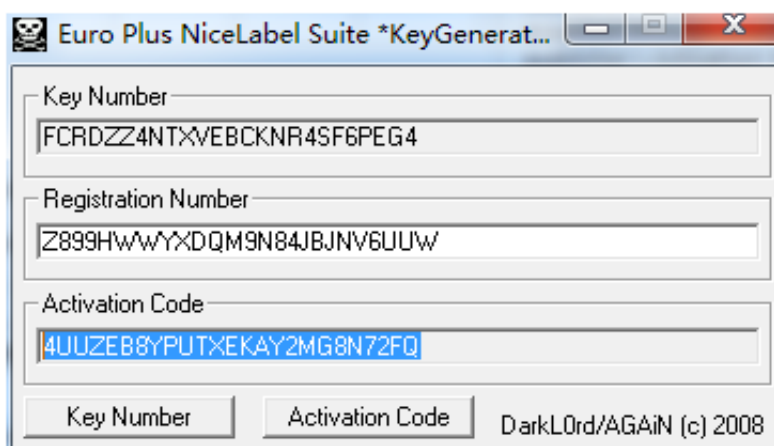 Euro Plus NiceLabel Suite *KeyGenerat...
Key Number
FCRDZZ4NTXVEBCKNR4SF6PEG4
Registration Number
Z899HWWYXDQM9N84JBJNV6UUW
Activation Code
4UUZEB8YPUTXEKAY2MG8N72FQ
Key Number
Activation Code
DarkL0rd/AGAiN (c) 2008